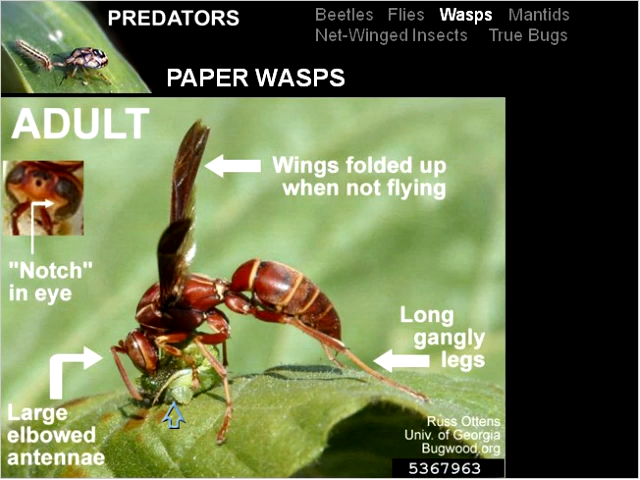 PREDATORS
Beetles Flies Wasps Mantids
Net-Winged Insects True Bugs
PAPER WASPS
ADULT
Wings folded up
when not flying
"Notch"
in eye
Long
gangly
legs
Large
elbowed
antennae
Russ Ottens
Univ. of Georgia
Bugwood.org
5367963